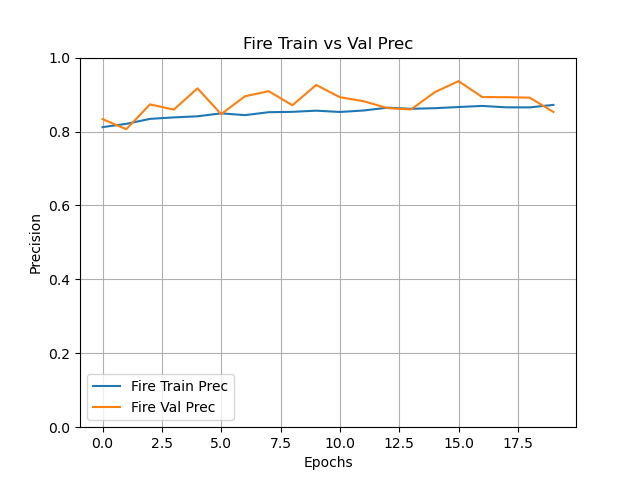 Fire Train vs Val Prec
1.0
0.8
0.6
0.4
0.2
0.0
Precision
Fire Train Prec
Fire Val Prec
0.0 2.5 5.0 7.5 10.0 12.5 15.0 17.5
Epochs